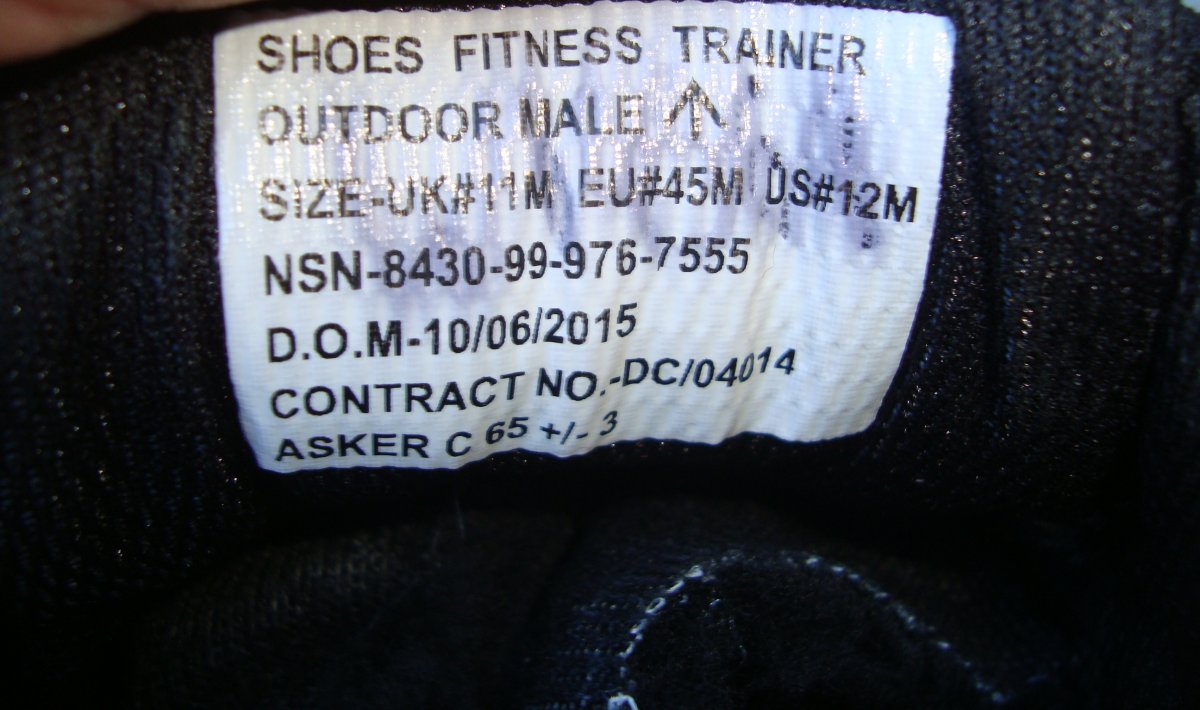 SHOES FITNESS TRAINER
OUTDOOR MALE
SIZE-UK#11M EU#45M US#12M
NSN-8430-99-976-7555
D.O.M-10/06/2015
CONTRACT NO.-DC/04014
ASKER C 65 +/- 3